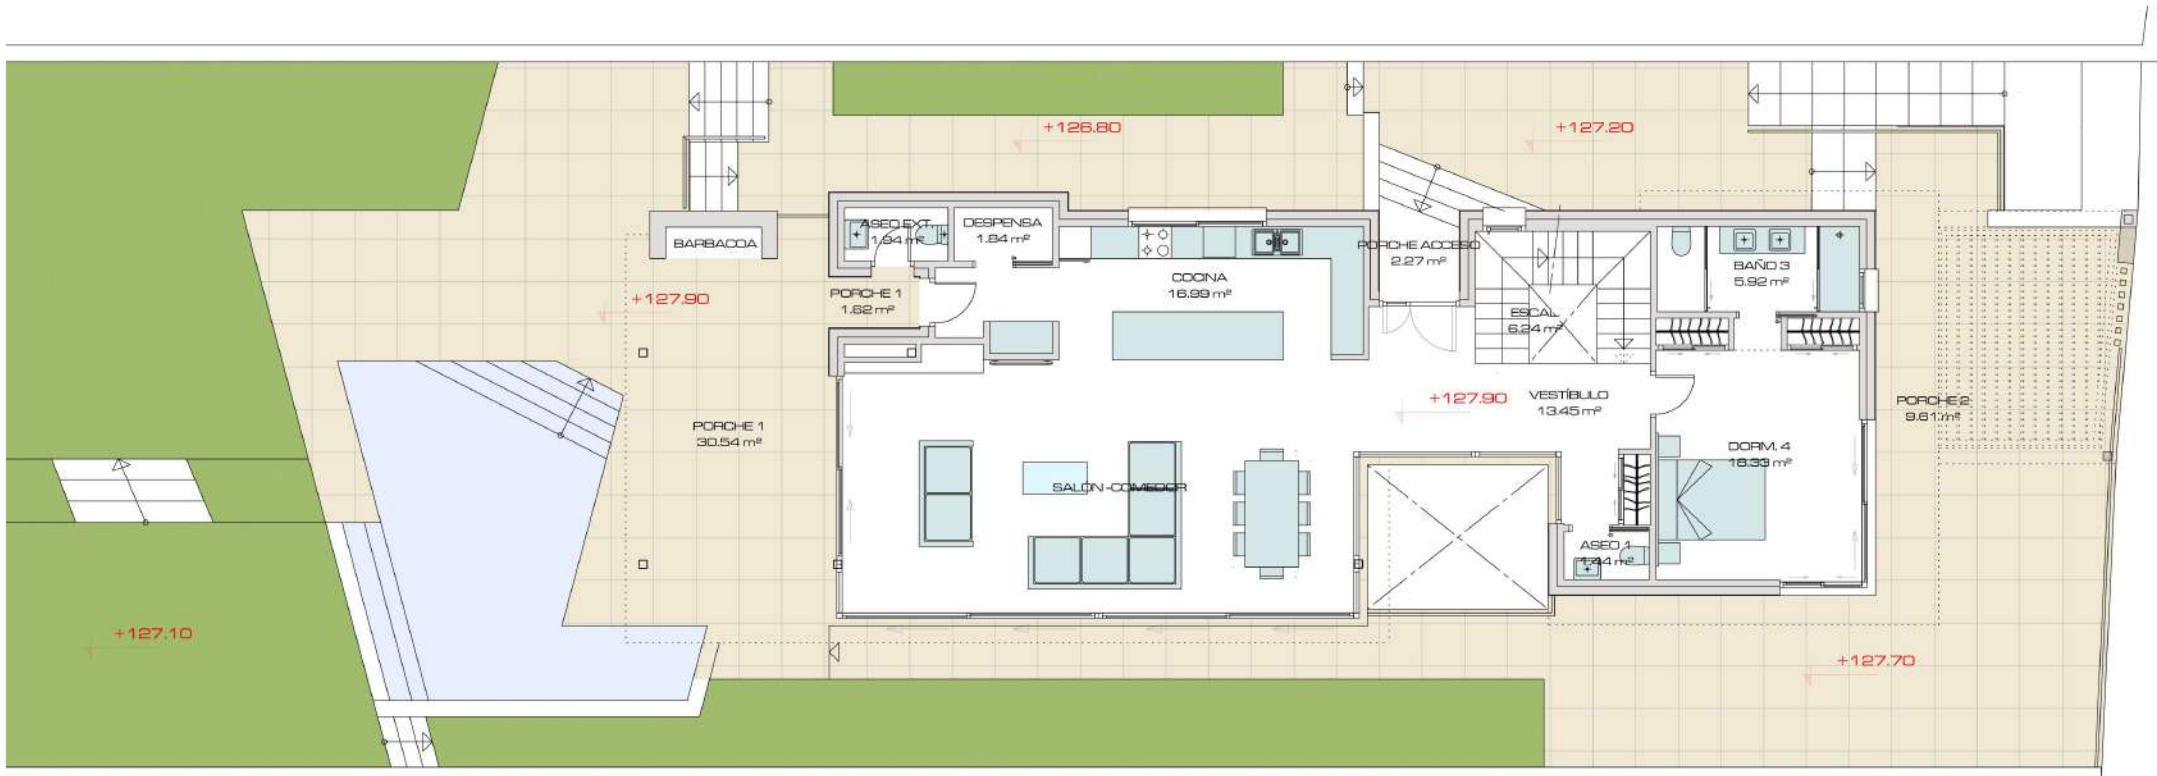 +126.80
+127.20
ASEO EXT.
1.94 m²
DESPENSA
1.84 m²
BARBACOA
PORCHE ACCESO
2.27 m²
BAÑO 3
5.92 m²
COCINA
16.99 m²
PORCHE 1
1.62 m²
+127.90
ESCAL.
6.24 m²
+127.90
VESTÍBULO
13.45 m²
PORCHE 2
9.61 m²
PORCHE 1
30.54 m²
DORM. 4
18.33 m²
SALÓN-COMEDOR
ASEO 1
1.44 m²
+127.10
+127.70